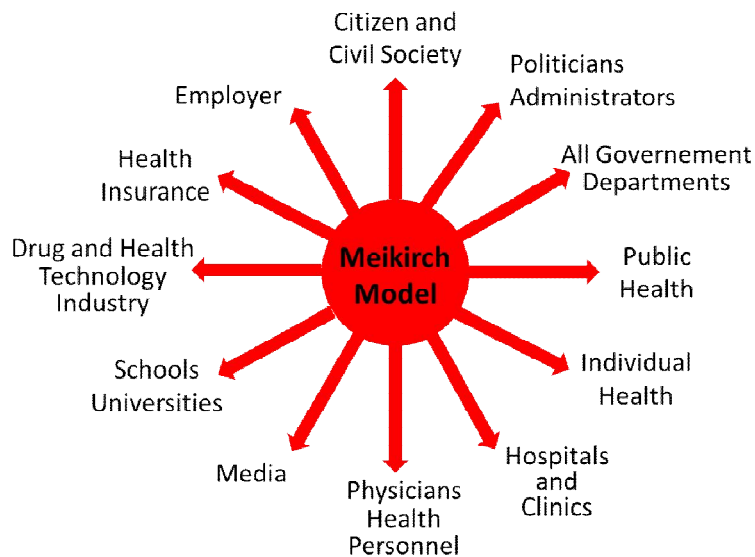 Citizen and
Civil Society
Politicians
Administrators
All Governement
Departments
Public
Health
Individual
Health
Hospitals
and
Clinics
Physicians
Health
Personnel
Media
Schools
Universities
Drug and Health
Technology
Industry
Health
Insurance
Employer
Meikirch
Model